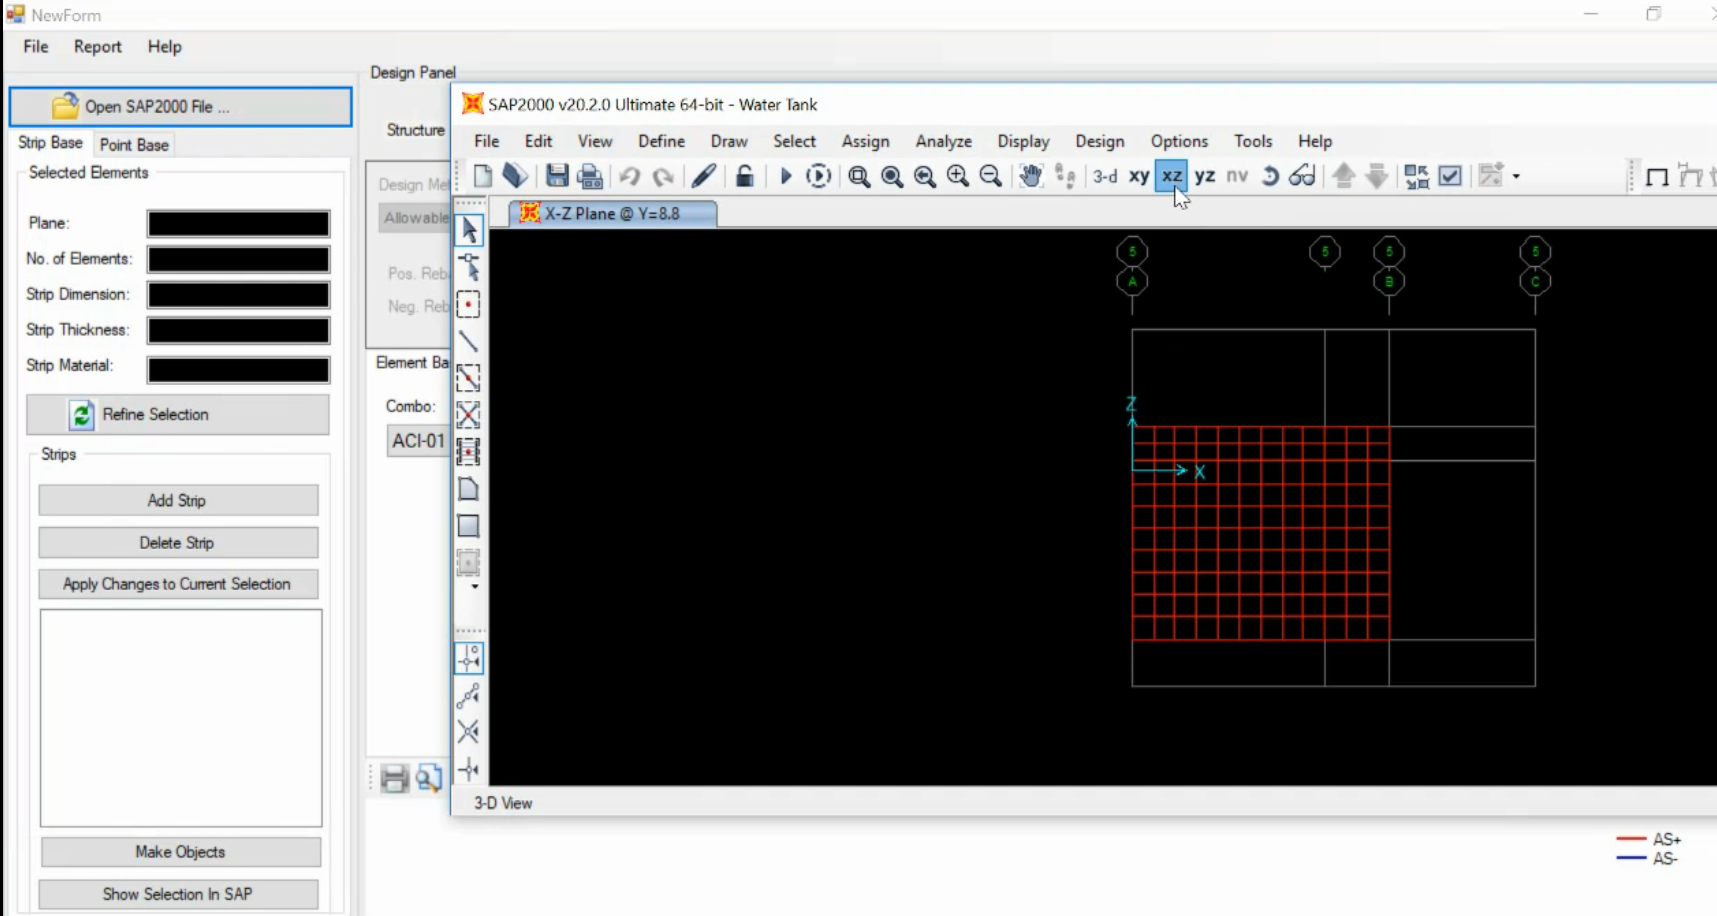 NewForm
File Report Help
Open SAP2000 File ...
Strip Base Point Base
Selected Elements
Plane:
No. of Elements:
Strip Dimension:
Strip Thickness:
Strip Material:
Refine Selection
Strips
Add Strip
Delete Strip
Apply Changes to Current Selection
Make Objects
Show Selection In SAP
Design Panel
Structure
Design Me
Allowable
Pos. Reb
Neg. Reb
Element Ba
Combo:
ACI-01
SAP2000 v20.2.0 Ultimate 64-bit - Water Tank
File Edit View Define Draw Select Assign Analyze Display Design Options Tools Help
3-d xy xz yz nv
X-Z Plane @ Y=8.8
5 5 5 5
A B C
Z
X
3-D View
AS+
AS-